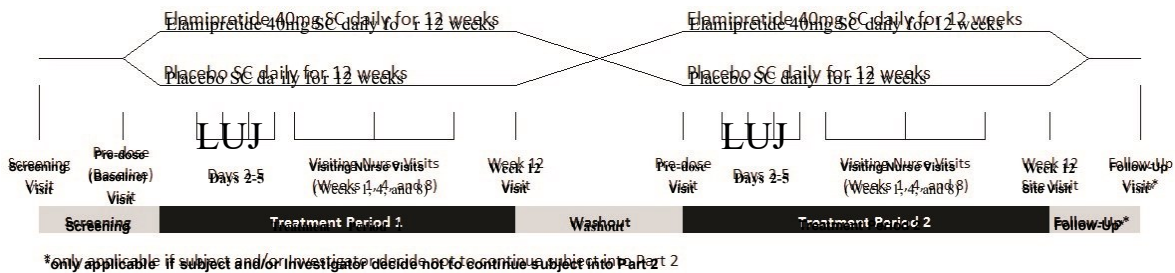 Elamipretide 40mg SC daily for 12 weeks Elamipretide 40mg SC daily for 12 weeks
Placebo SC daily for 12 weeks Placebo SC daily for 12 weeks
LUJ LUJ
Screening Visit
Pre-dose (Baseline) Visit
Days 2-5
Visiting Nurse Visits (Weeks 1, 4, and 8)
Week 12 Visit
Pre-dose Visit
Days 2-5
Visiting Nurse Visits (Weeks 1, 4, and 8)
Week 12 Site Visit
Follow-Up Visit*
Screening Treatment Period 1 Washout Treatment Period 2 Follow-Up*
*only applicable if subject and/or Investigator decide not to continue subject into Part 2